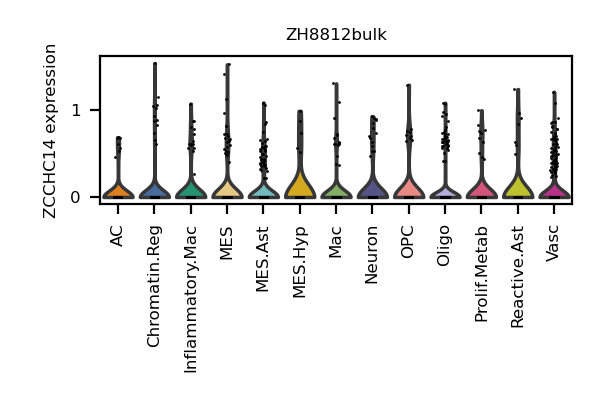 ZH8812bulk
ZCCHC14 expression
1
0
AC
Chromatin.Reg
Inflammatory.Mac
MES
MES.Ast
MES.Hyp
Mac
Neuron
OPC
Oligo
Prolif.Metab
Reactive.Ast
Vasc